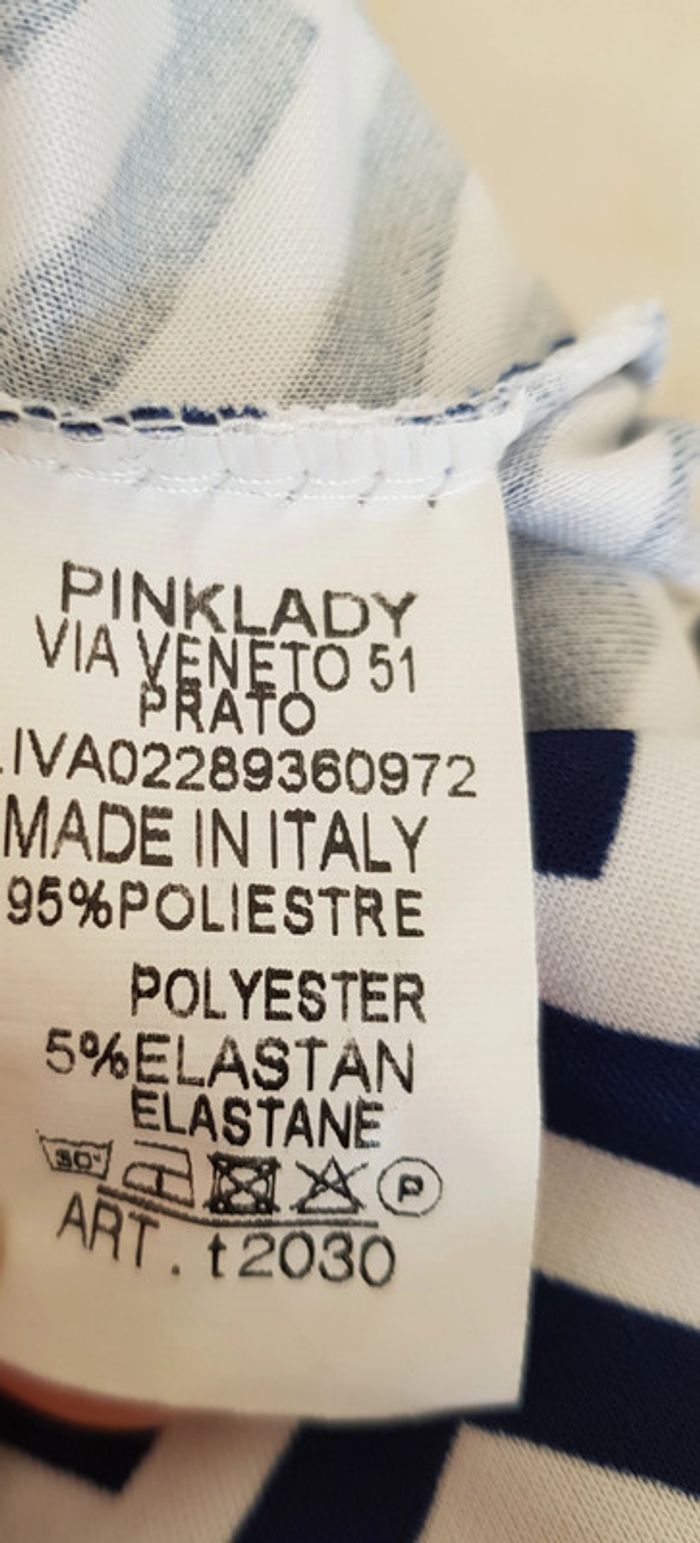 PINKLADY
VIA VENETO 51
PRATO
.IVA02289360972
MADE IN ITALY
95%POLIESTRE
POLYESTER
5%ELASTAN
ELASTANE
30° P
ART. t2030